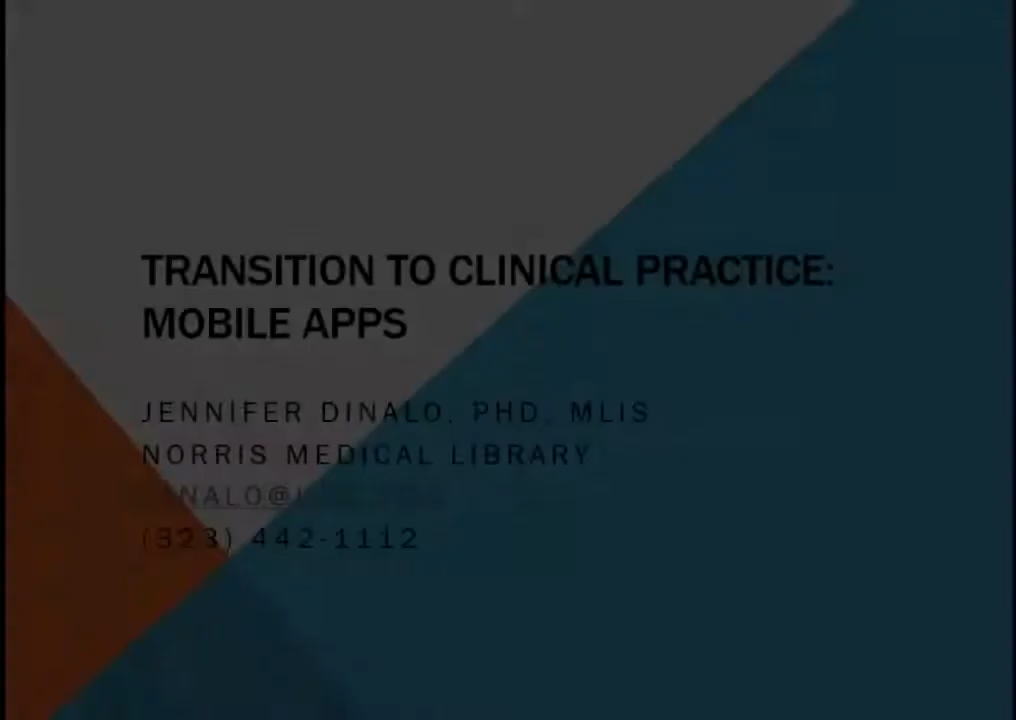 TRANSITION TO CLINICAL PRACTICE:
MOBILE APPS
JENNIFER DINALO, PHD, MLIS
NORRIS MEDICAL LIBRARY
(323) 442-1112